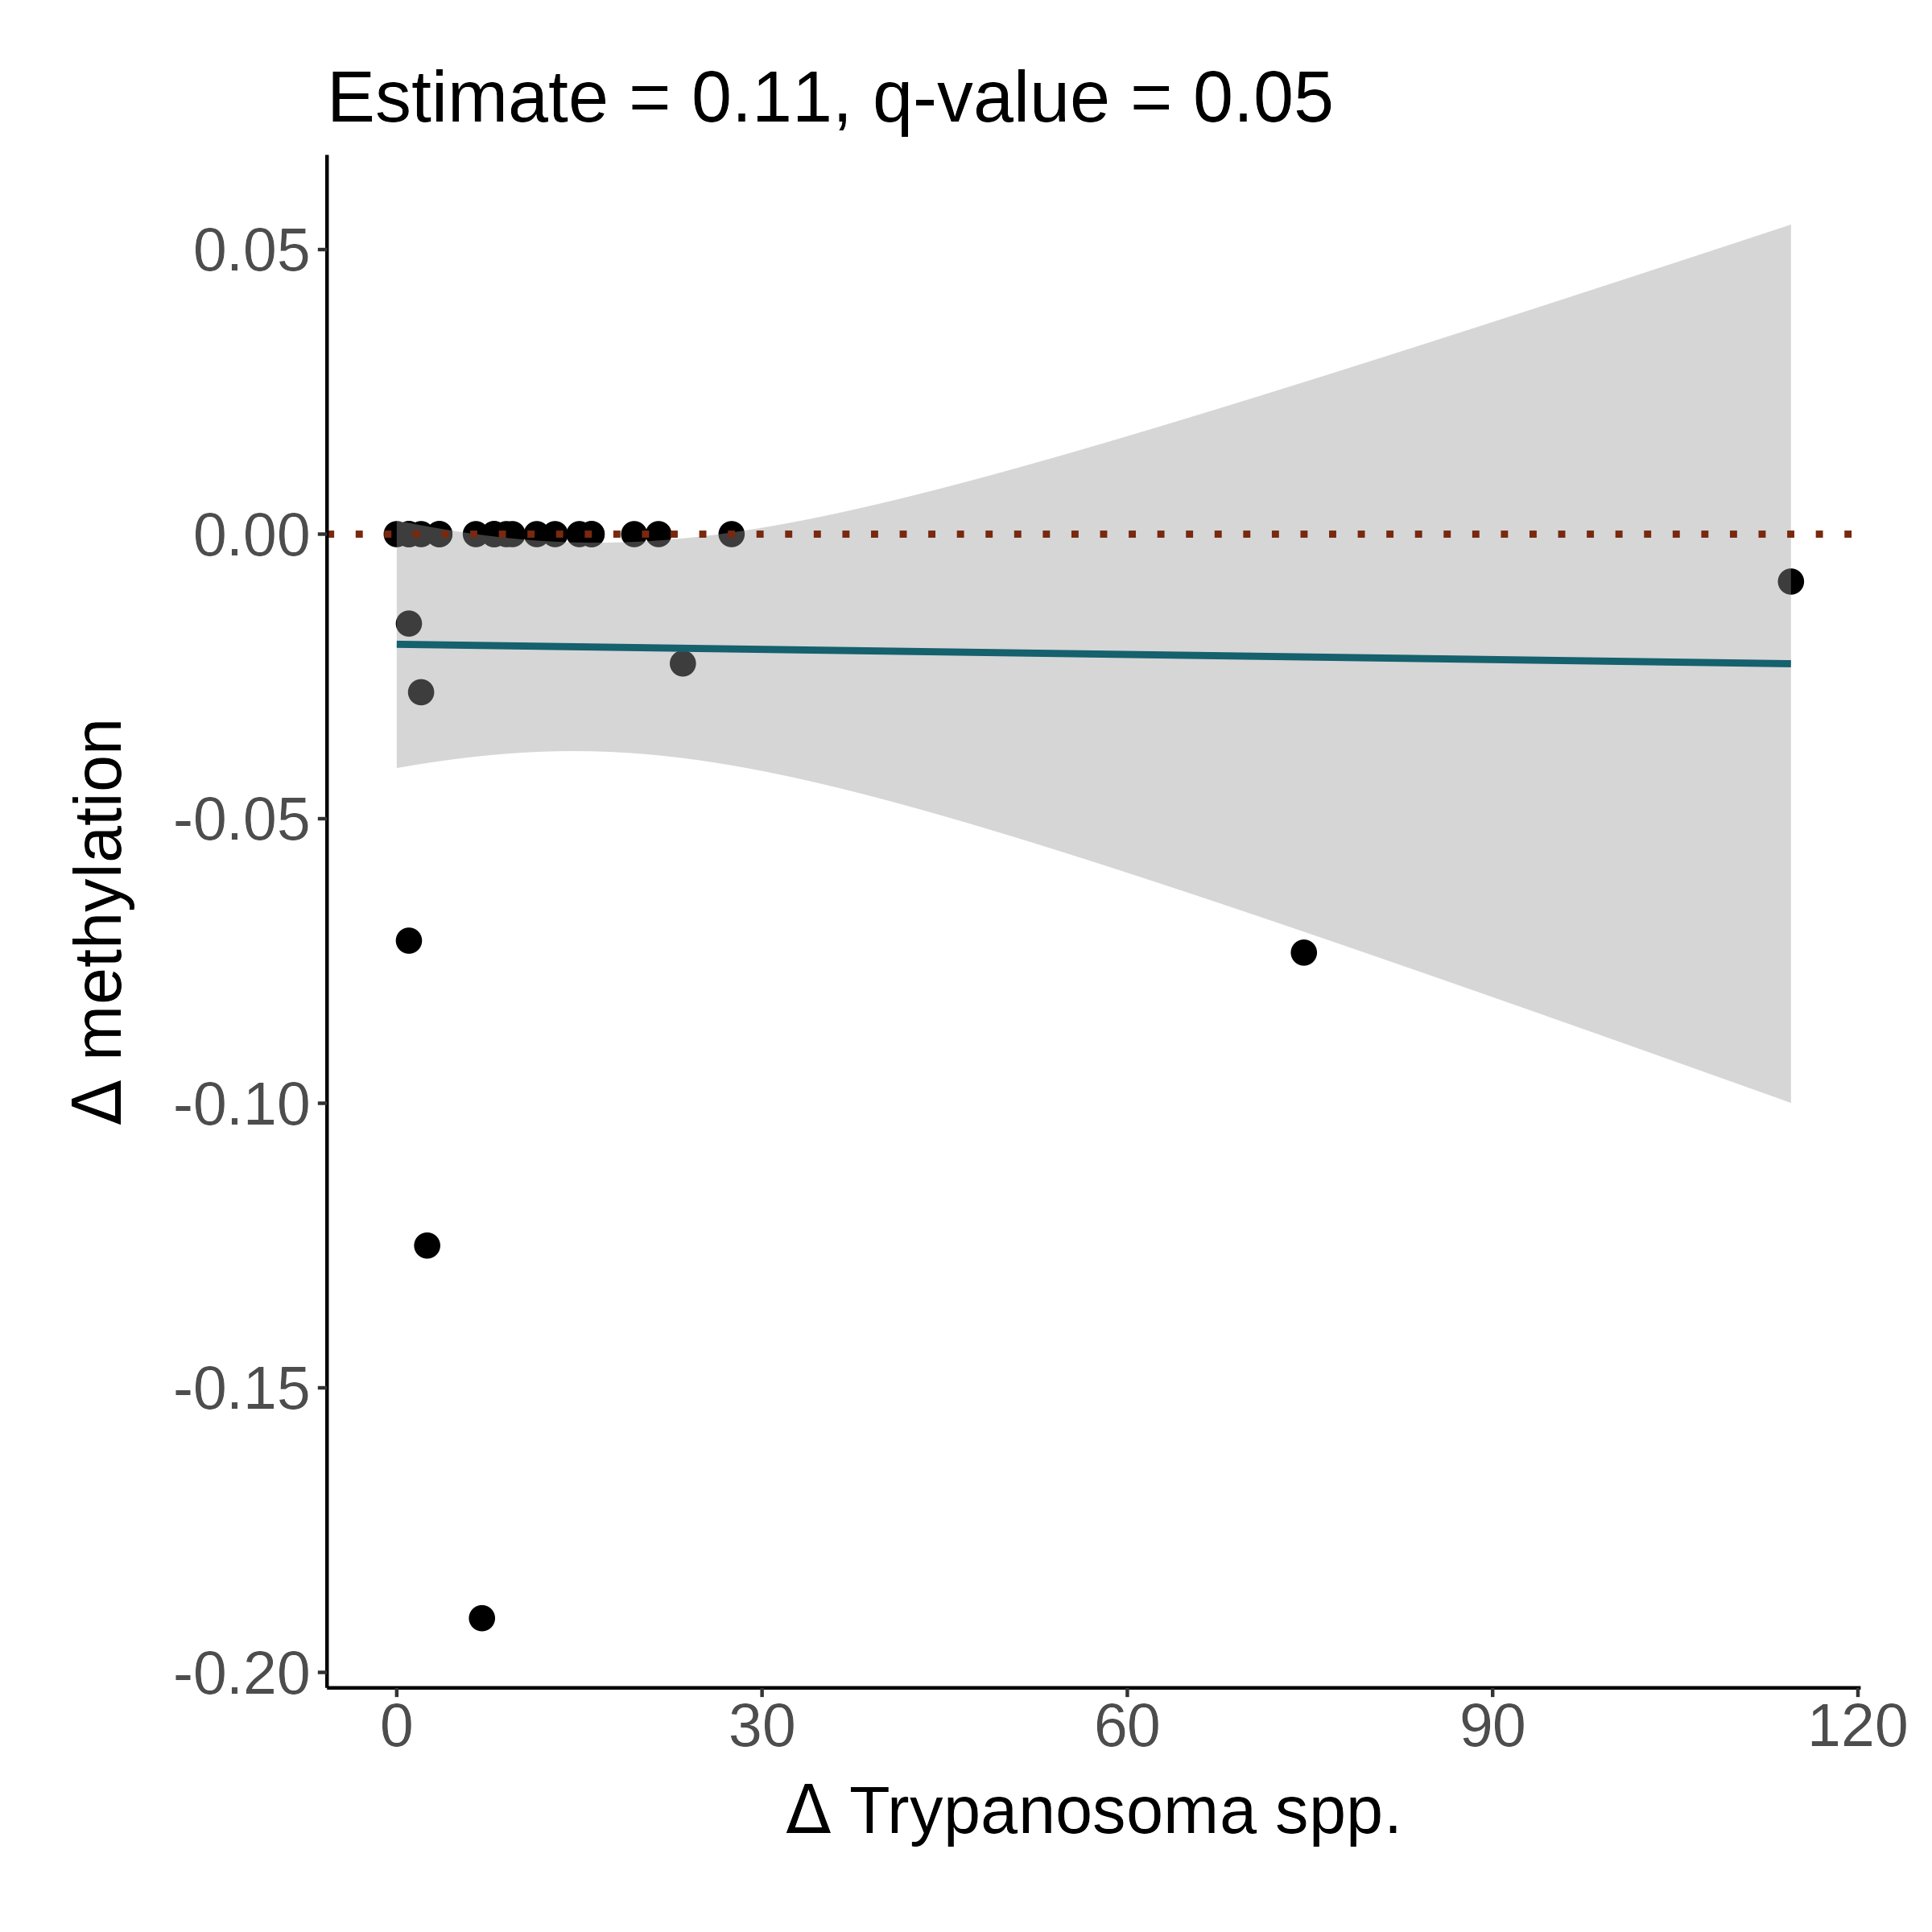 Estimate = 0.11, q-value = 0.05
0.05
0.00
-0.05
-0.10
-0.15
-0.20
Δ methylation
0 30 60 90 120
Δ Trypanosoma spp.